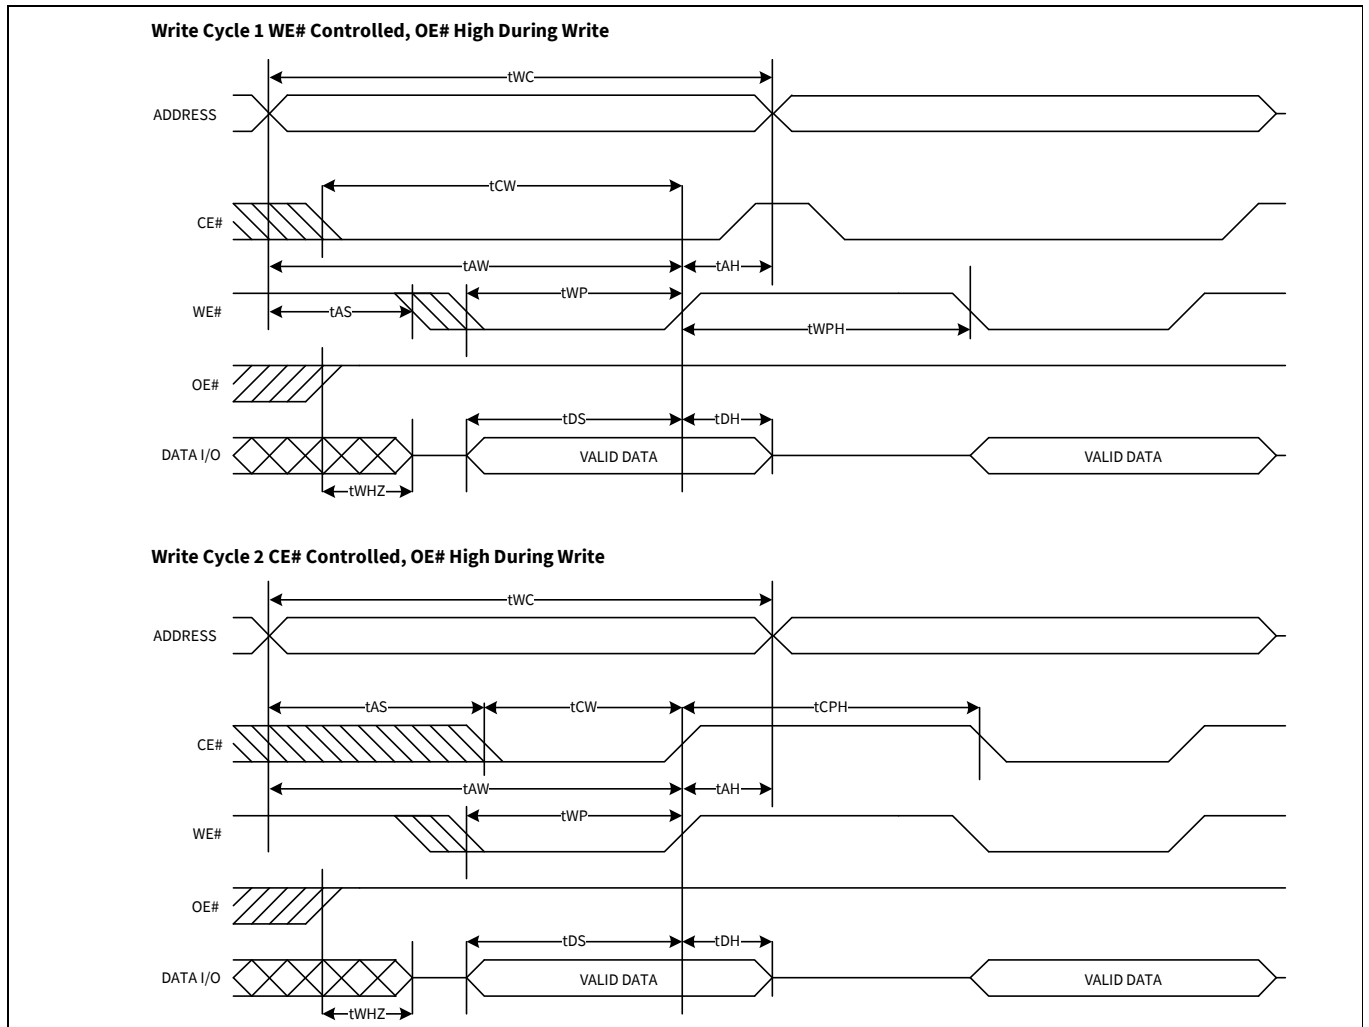 Write Cycle 1 WE# Controlled, OE# High During Write
tWC
ADDRESS
tCW
CE#
tAW tAH
tWP
WE# tAS
tWPH
OE#
tDS tDH
DATA I/O VALID DATA VALID DATA
tWHZ
Write Cycle 2 CE# Controlled, OE# High During Write
tWC
ADDRESS
tAS tCW tCPH
CE#
tAW tAH
tWP
WE#
OE#
tDS tDH
DATA I/O VALID DATA VALID DATA
tWHZ